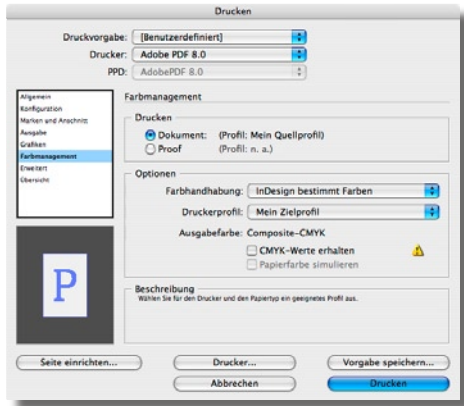 Drucken
Druckvorgabe: [Benutzerdefiniert]
Drucker: Adobe PDF 8.0
PPD: AdobePDF 8.0
Allgemein
Konfiguration
Marken und Anschnitt
Ausgabe
Grafiken
Farbmanagement
Erweitert
Übersicht
P
Farbmanagement
Drucken
Dokument: (Profil: Mein Quellprofil)
Proof (Profil: n. a.)
Optionen
Farbhandhabung: InDesign bestimmt Farben
Druckerprofil: Mein Zielprofil
Ausgabefarbe: Composite-CMYK
CMYK-Werte erhalten
Papierfarbe simulieren
Beschreibung
Wählen Sie für den Drucker und den Papiertyp ein geeignetes Profil aus.
Seite einrichten... Drucker... Vorgabe speichern...
Abbrechen Drucken